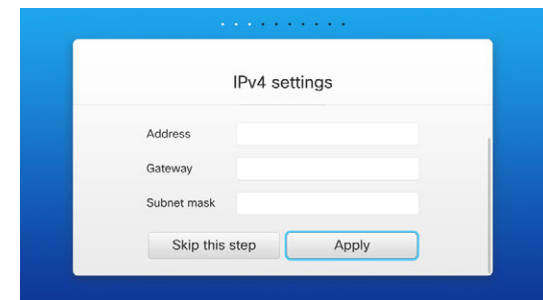 IPv4 settings
Address
Gateway
Subnet mask
Skip this step Apply